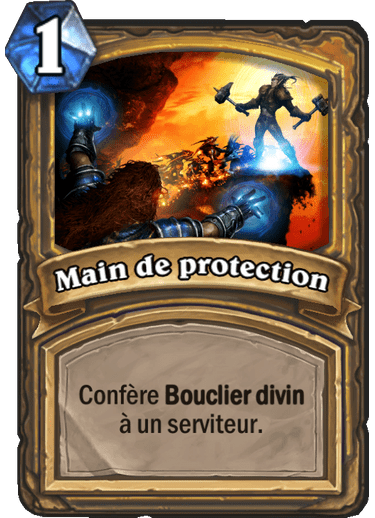 1
Main de protection
Confère Bouclier divin
à un serviteur.